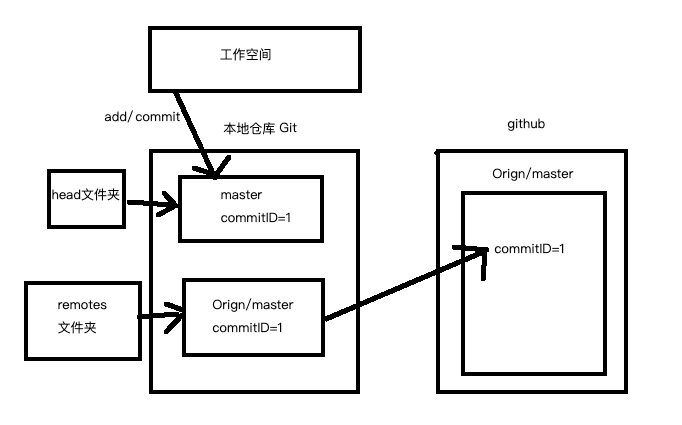 工作空间
add/commit
本地仓库 Git
github
head文件夹
master
commitID=1
Orign/master
commitID=1
remotes
文件夹
Orign/master
commitID=1